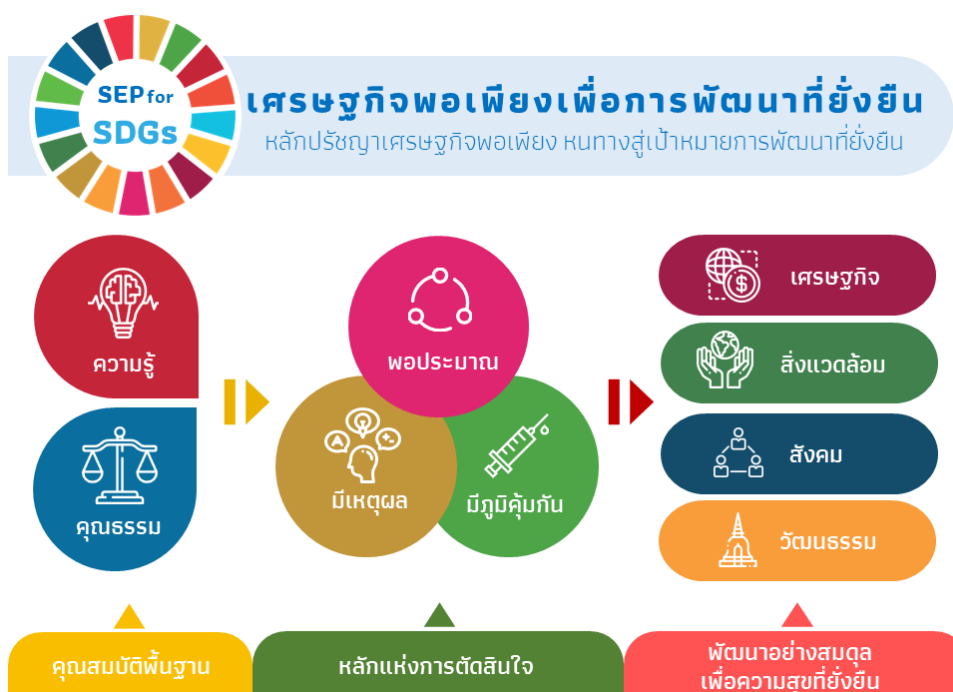 SEP for
SDGs
เศรษฐกิจพอเพียงเพื่อการพัฒนาที่ยั่งยืน
หลักปรัชญาเศรษฐกิจพอเพียง หนทางสู่เป้าหมายการพัฒนาที่ยั่งยืน
ความรู้
คุณธรรม
พอประมาณ
มีเหตุผล
มีภูมิคุ้มกัน
เศรษฐกิจ
สิ่งแวดล้อม
สังคม
วัฒนธรรม
คุณสมบัติพื้นฐาน
หลักแห่งการตัดสินใจ
พัฒนาอย่างสมดุล
เพื่อความสุขที่ยั่งยืน